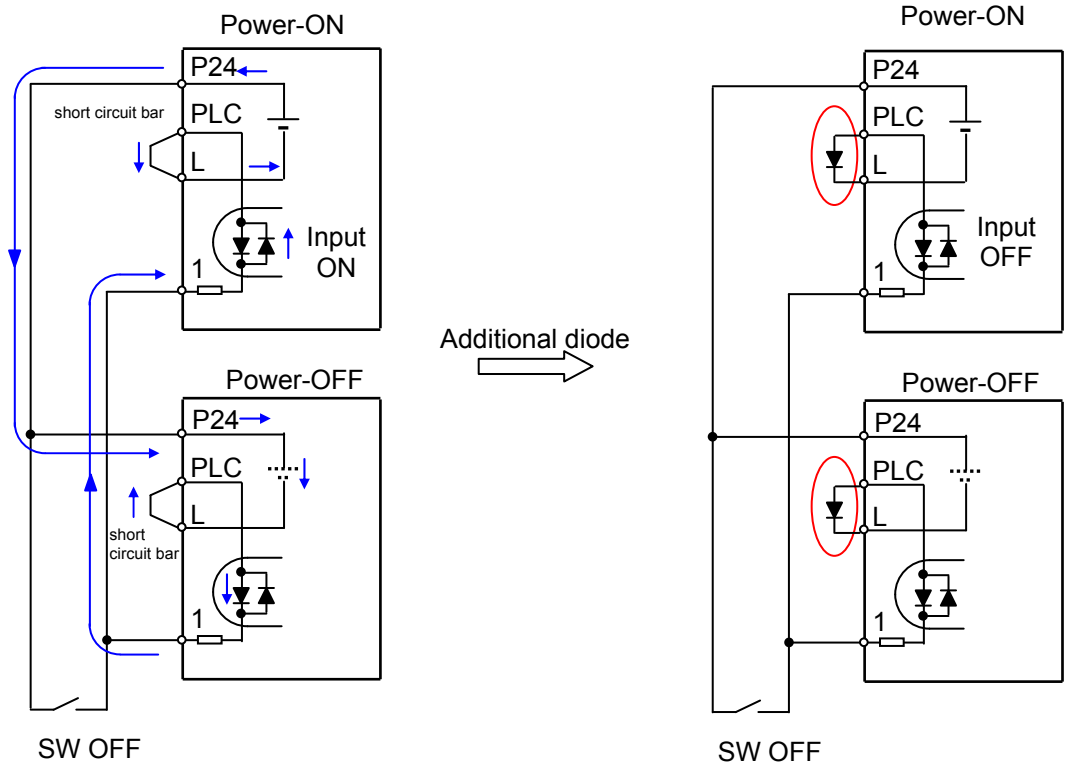 Power-ON
P24
short circuit bar
PLC
L
Input
ON
1
Power-OFF
P24
PLC
L
short
circuit bar
1
SW OFF
Additional diode
Power-ON
P24
PLC
L
Input
OFF
1
Power-OFF
P24
PLC
L
1
SW OFF